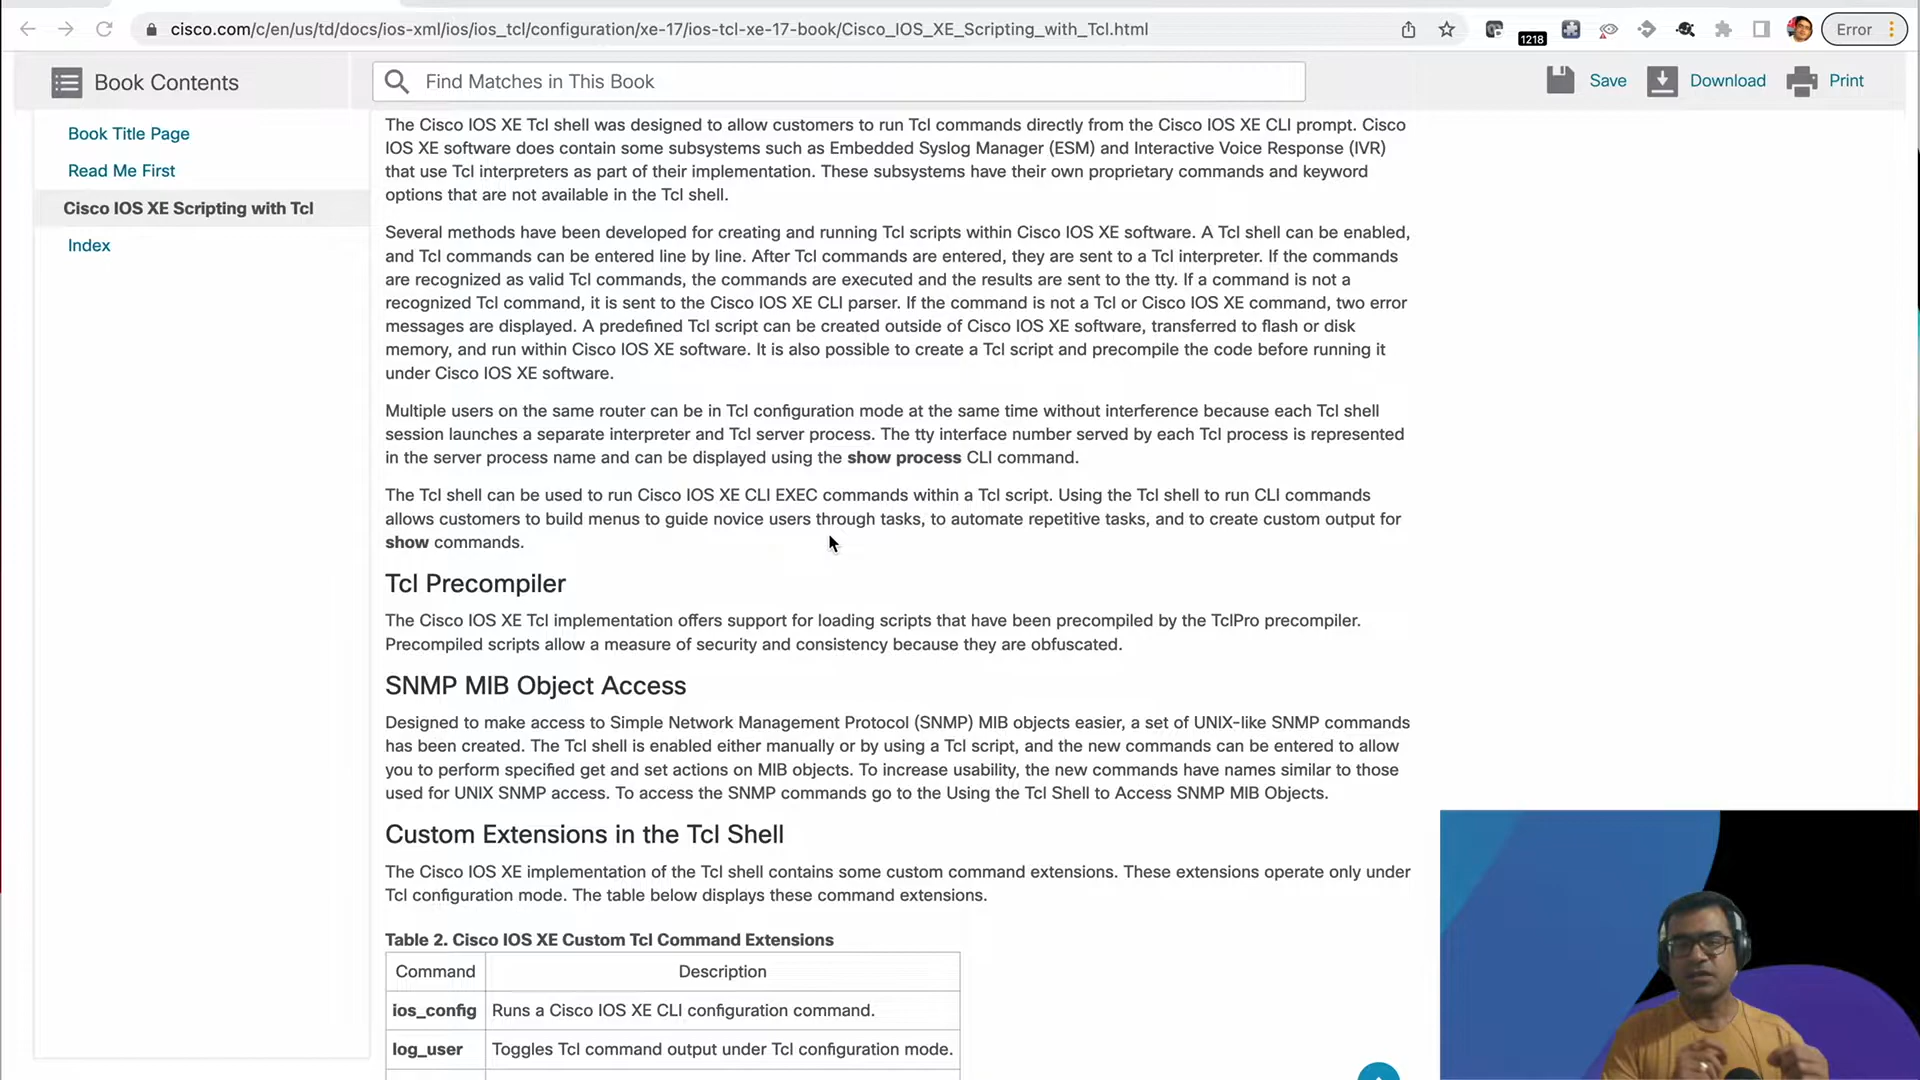 cisco.com/c/en/us/td/docs/ios-xml/ios/ios_tcl/configuration/xe-17/ios-tcl-xe-17-book/Cisco_IOS_XE_Scripting_with_Tcl.html
1218
Error
Book Contents
Find Matches in This Book
Save
Download
Print
Book Title Page
Read Me First
Cisco IOS XE Scripting with Tcl
Index
The Cisco IOS XE Tcl shell was designed to allow customers to run Tcl commands directly from the Cisco IOS XE CLI prompt. Cisco
IOS XE software does contain some subsystems such as Embedded Syslog Manager (ESM) and Interactive Voice Response (IVR)
that use Tcl interpreters as part of their implementation. These subsystems have their own proprietary commands and keyword
options that are not available in the Tcl shell.
Several methods have been developed for creating and running Tcl scripts within Cisco IOS XE software. A Tcl shell can be enabled,
and Tcl commands can be entered line by line. After Tcl commands are entered, they are sent to a Tcl interpreter. If the commands
are recognized as valid Tcl commands, the commands are executed and the results are sent to the tty. If a command is not a
recognized Tcl command, it is sent to the Cisco IOS XE CLI parser. If the command is not a Tcl or Cisco IOS XE command, two error
messages are displayed. A predefined Tcl script can be created outside of Cisco IOS XE software, transferred to flash or disk
memory, and run within Cisco IOS XE software. It is also possible to create a Tcl script and precompile the code before running it
under Cisco IOS XE software.
Multiple users on the same router can be in Tcl configuration mode at the same time without interference because each Tcl shell
session launches a separate interpreter and Tcl server process. The tty interface number served by each Tcl process is represented
in the server process name and can be displayed using the show process CLI command.
The Tcl shell can be used to run Cisco IOS XE CLI EXEC commands within a Tcl script. Using the Tcl shell to run CLI commands
allows customers to build menus to guide novice users through tasks, to automate repetitive tasks, and to create custom output for
show commands.
Tcl Precompiler
The Cisco IOS XE Tcl implementation offers support for loading scripts that have been precompiled by the TclPro precompiler.
Precompiled scripts allow a measure of security and consistency because they are obfuscated.
SNMP MIB Object Access
Designed to make access to Simple Network Management Protocol (SNMP) MIB objects easier, a set of UNIX-like SNMP commands
has been created. The Tcl shell is enabled either manually or by using a Tcl script, and the new commands can be entered to allow
you to perform specified get and set actions on MIB objects. To increase usability, the new commands have names similar to those
used for UNIX SNMP access. To access the SNMP commands go to the Using the Tcl Shell to Access SNMP MIB Objects.
Custom Extensions in the Tcl Shell
The Cisco IOS XE implementation of the Tcl shell contains some custom command extensions. These extensions operate only under
Tcl configuration mode. The table below displays these command extensions.
Table 2. Cisco IOS XE Custom Tcl Command Extensions
Command Description
ios_config Runs a Cisco IOS XE CLI configuration command.
log_user Toggles Tcl command output under Tcl configuration mode.